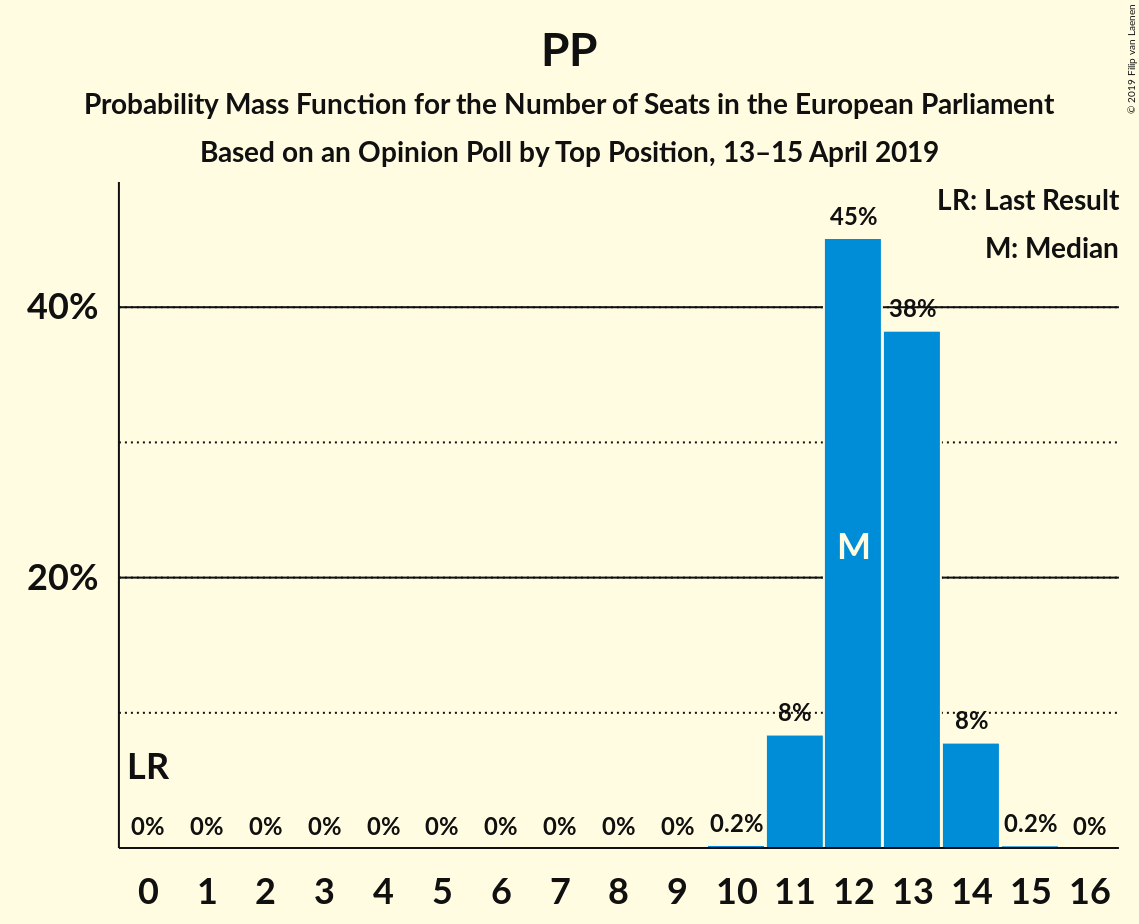 PP
Probability Mass Function for the Number of Seats in the European Parliament
Based on an Opinion Poll by Top Position, 13–15 April 2019
© 2019 Filip van Laenen
LR: Last Result
M: Median
45%
38%
40%
M
20%
8%
8%
LR
0% 0% 0% 0% 0% 0% 0% 0% 0% 0% 0.2% 0.2% 0%
0 1 2 3 4 5 6 7 8 9 10 11 12 13 14 15 16